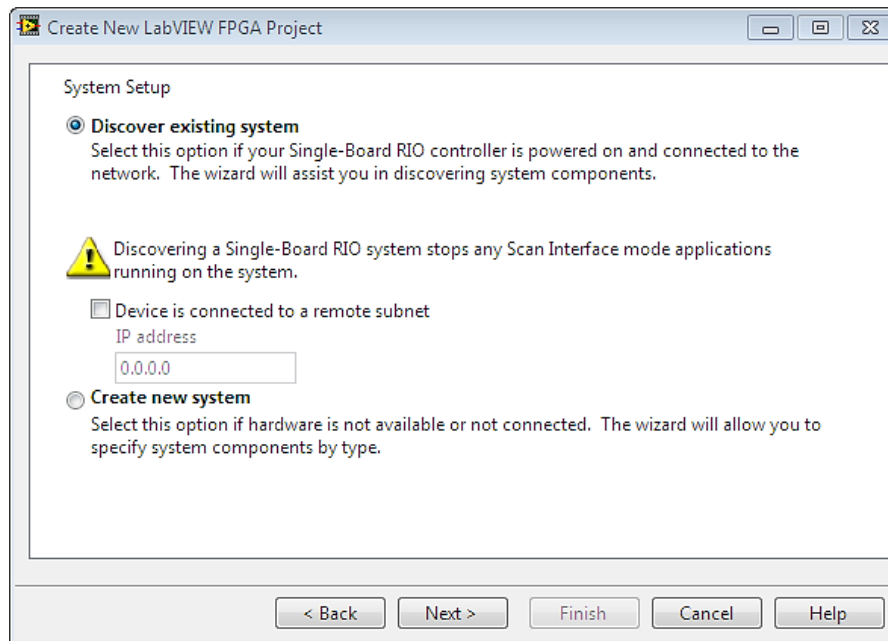 Create New LabVIEW FPGA Project
System Setup
Discover existing system
Select this option if your Single-Board RIO controller is powered on and connected to the
network. The wizard will assist you in discovering system components.
Discovering a Single-Board RIO system stops any Scan Interface mode applications
running on the system.
Device is connected to a remote subnet
IP address
0.0.0.0
Create new system
Select this option if hardware is not available or not connected. The wizard will allow you to
specify system components by type.
< Back Next > Finish Cancel Help